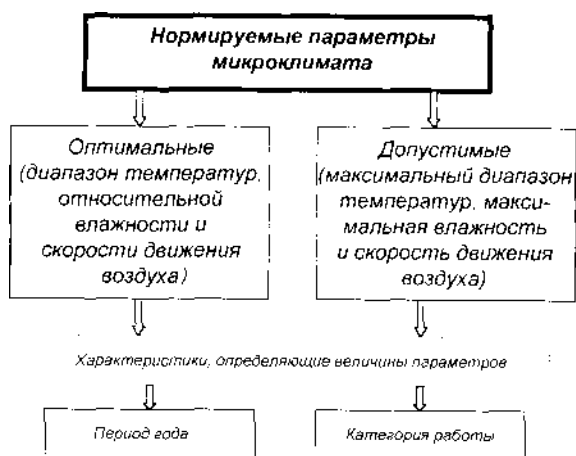 Нормируемые параметры
микроклимата
Оптимальные
(диапазон температур,
относительной
влажности и
скорости движения
воздуха)
Допустимые
(максимальный диапазон
температур, макси-
мальная влажность
и скорость движения
воздуха)
Характеристики, определяющие величины параметров
Период года
Категория работы